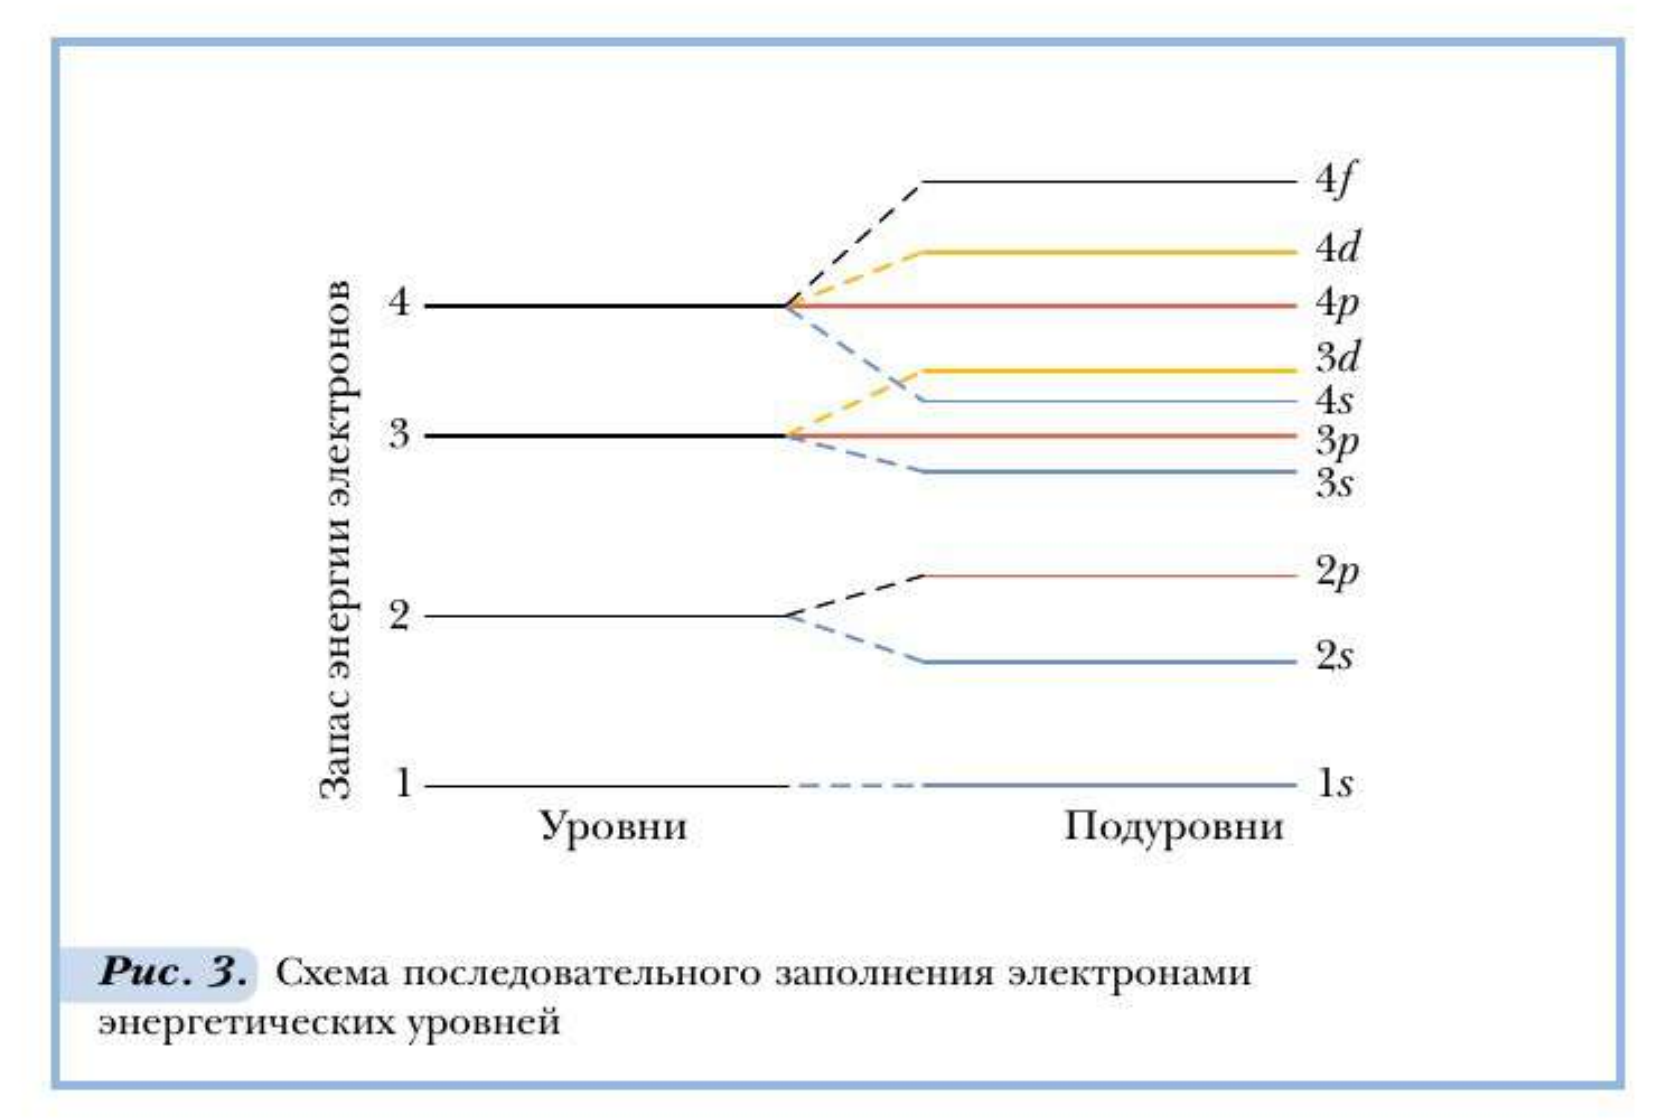 Запас энергии электронов
4
3
2
1
4f
4d
4p
3d
4s
3p
3s
2p
2s
1s
Уровни
Подуровни
Рис. 3. Схема последовательного заполнения электронами
энергетических уровней